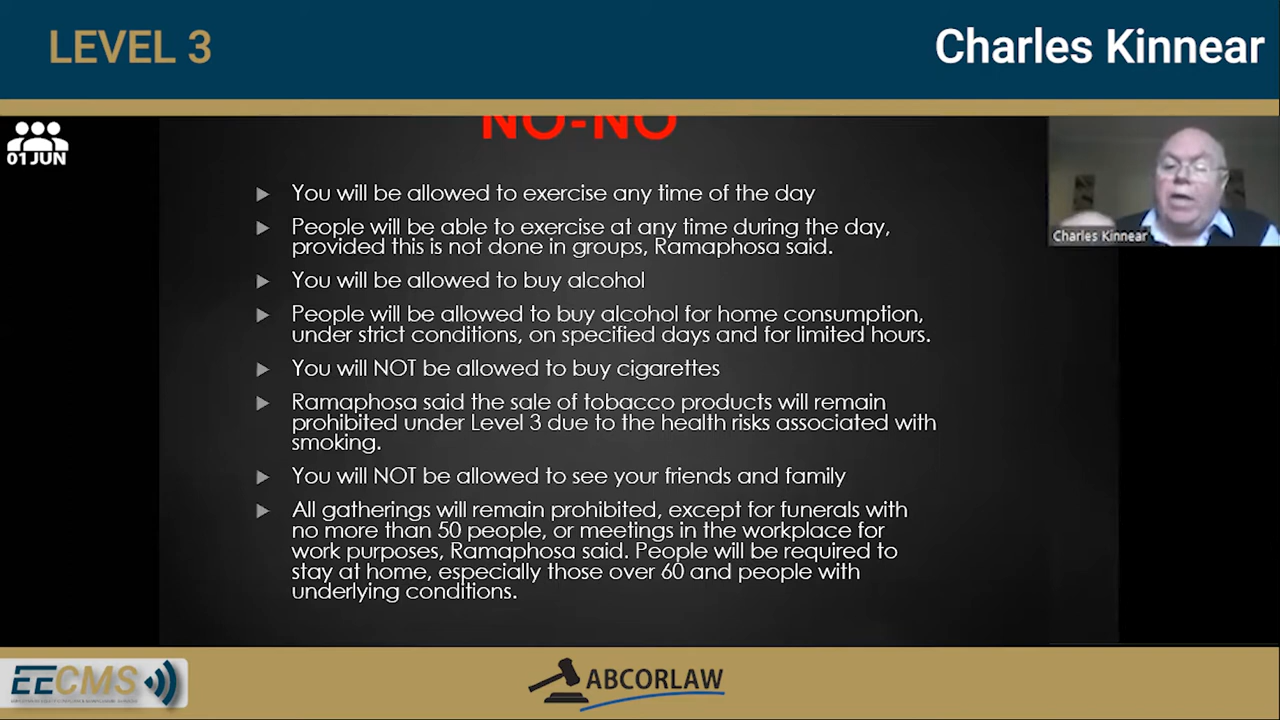 LEVEL 3
Charles Kinnear
01 JUN
NO-NO
You will be allowed to exercise any time of the day
People will be able to exercise at any time during the day,
provided this is not done in groups, Ramaphosa said.
You will be allowed to buy alcohol
People will be allowed to buy alcohol for home consumption,
under strict conditions, on specified days and for limited hours.
You will NOT be allowed to buy cigarettes
Ramaphosa said the sale of tobacco products will remain
prohibited under Level 3 due to the health risks associated with
smoking.
You will NOT be allowed to see your friends and family
All gatherings will remain prohibited, except for funerals with
no more than 50 people, or meetings in the workplace for
work purposes, Ramaphosa said. People will be required to
stay at home, especially those over 60 and people with
underlying conditions.
Charles Kinnear
EECMS
ABCORLAW